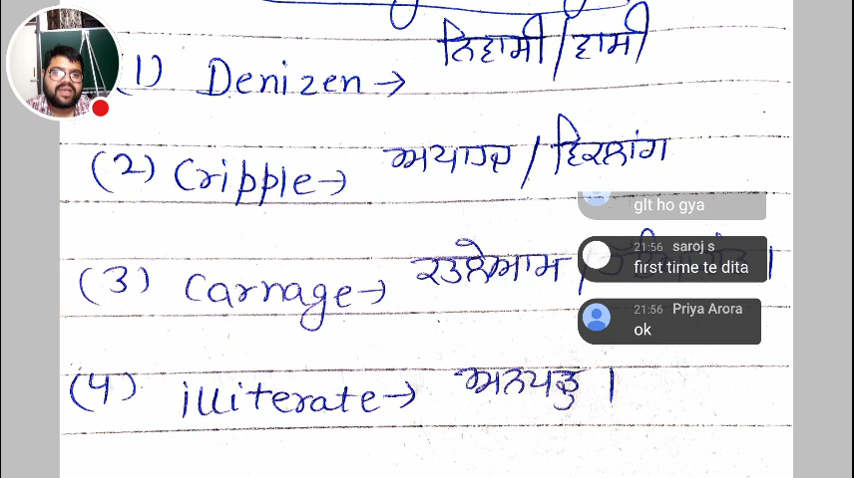 (1) Denizen → ਨਿਵਾਸੀ / ਵਾਸੀ
(2) Cripple → ਅਪਾਹਜ / ਵਿਕਲਾਂਗ
glt ho gya
(3) Carnage → ਕਤਲੇਆਮ /
21:56 saroj s
first time te dita
21:56 Priya Arora
ok
(4) illiterate → ਅਨਪੜ੍ਹ ।